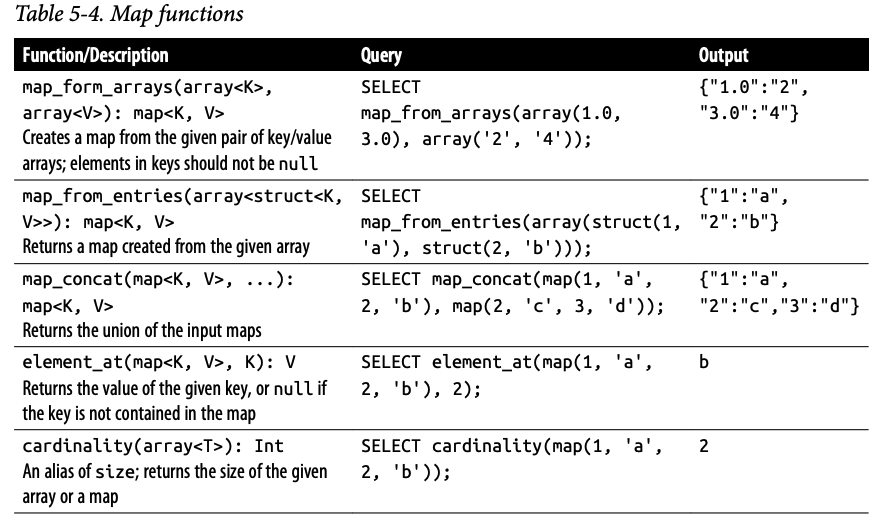 Table 5-4. Map functions
Function/Description Query Output
map_form_arrays(array<K>, SELECT {"1.0":"2",
array<V>): map<K, V> map_from_arrays(array(1.0, "3.0":"4"}
Creates a map from the given pair of key/value 3.0), array('2', '4'));
arrays; elements in keys should not be null
map_from_entries(array<struct<K, SELECT {"1":"a",
V>>): map<K, V> map_from_entries(array(struct(1, "2":"b"}
Returns a map created from the given array 'a'), struct(2, 'b')));
map_concat(map<K, V>, ...): SELECT map_concat(map(1, 'a', {"1":"a",
map<K, V> 2, 'b'), map(2, 'c', 3, 'd')); "2":"c","3":"d"}
Returns the union of the input maps
element_at(map<K, V>, K): V SELECT element_at(map(1, 'a', b
Returns the value of the given key, or null if 2, 'b'), 2);
the key is not contained in the map
cardinality(array<T>): Int SELECT cardinality(map(1, 'a', 2
An alias of size; returns the size of the given 2, 'b'));
array or a map